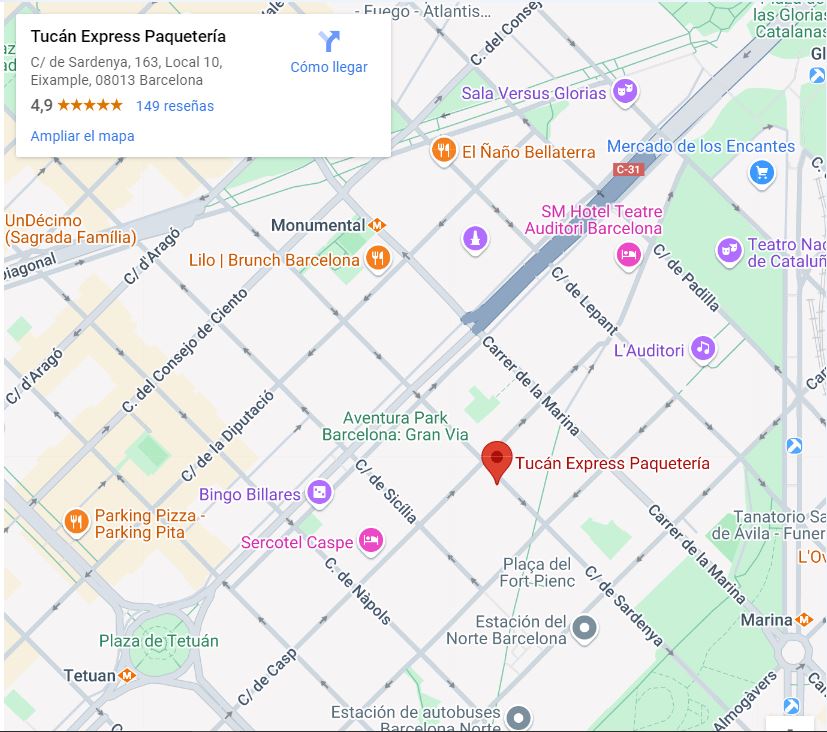 Tucán Express Paquetería
C/ de Sardenya, 163, Local 10,
Eixample, 08013 Barcelona
Cómo llegar
4,9
149 reseñas
Ampliar el mapa
- Fuego - Atlantis...
C. del Consej
las Glorias
Catalanas
Sala Versus Glorias
El Ñaño Bellaterra
Mercado de los Encantes
C-31
UnDécimo
(Sagrada Família)
Monumental
SM Hotel Teatre
Auditori Barcelona
Diagonal
C/ d'Aragó
Lilo | Brunch Barcelona
Teatro Nac
de Cataluñ
C/ de Padilla
C/ de Lepant
C. del Consejo de Ciento
L'Auditori
C/ d'Aragó
Carrer de la Marina
C/ de la Diputació
Aventura Park
Barcelona: Gran Via
Tucán Express Paquetería
C/ de Sicília
Bingo Billares
Parking Pizza -
Parking Pita
Sercotel Caspe
Carrer de la Marina
Tanatorio Sa
de Ávila - Funer
L'Ov
Plaça del
Fort Pienc
C. de Nàpols
C/ de Sardenya
Estación del
Norte Barcelona
Marina
Plaza de Tetuán
Tetuan
C/ de Casp
Almogàvers
Estación de autobuses
Barcelona Norte